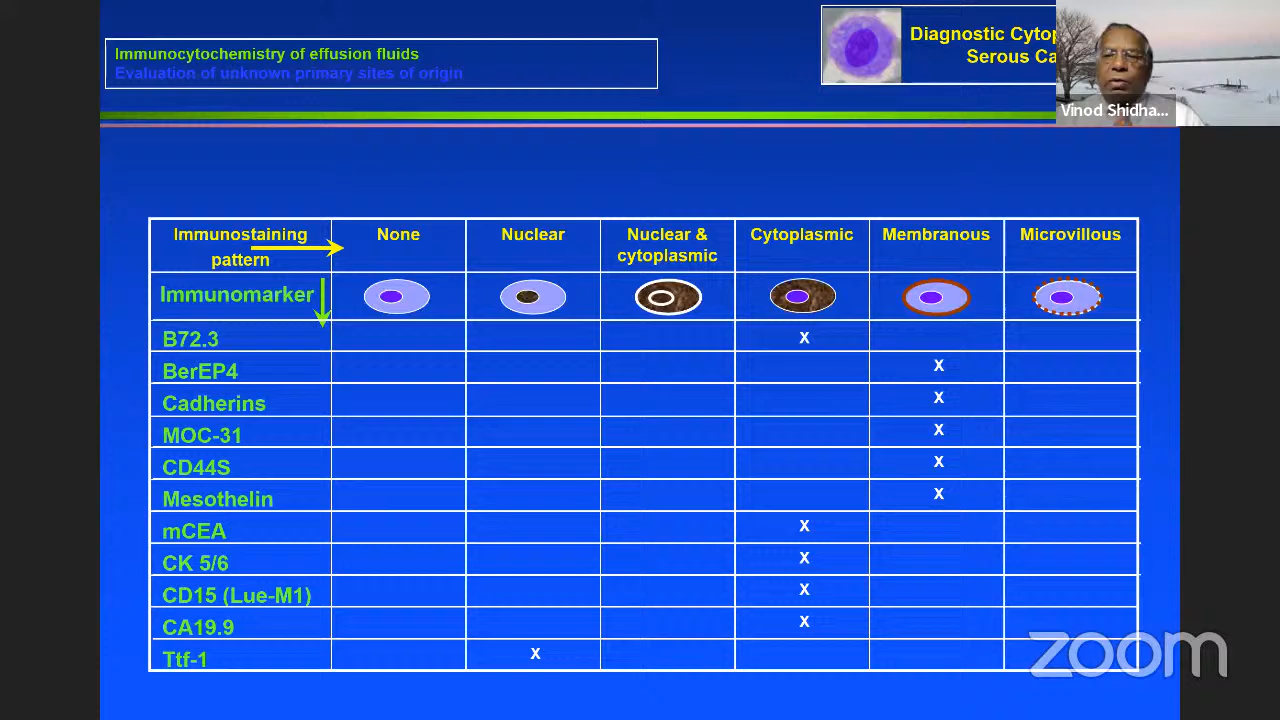 Immunocytochemistry of effusion fluids
Evaluation of unknown primary sites of origin
Diagnostic
Serous
Vinod Shidha...
Immunostaining pattern None Nuclear Nuclear & cytoplasmic Cytoplasmic Membranous Microvillous
Immunomarker
B72.3 X
BerEP4 X
Cadherins X
MOC-31 X
CD44S X
Mesothelin X
mCEA X
CK 5/6 X
CD15 (Lue-M1) X
CA19.9 X
Ttf-1 X
zoom